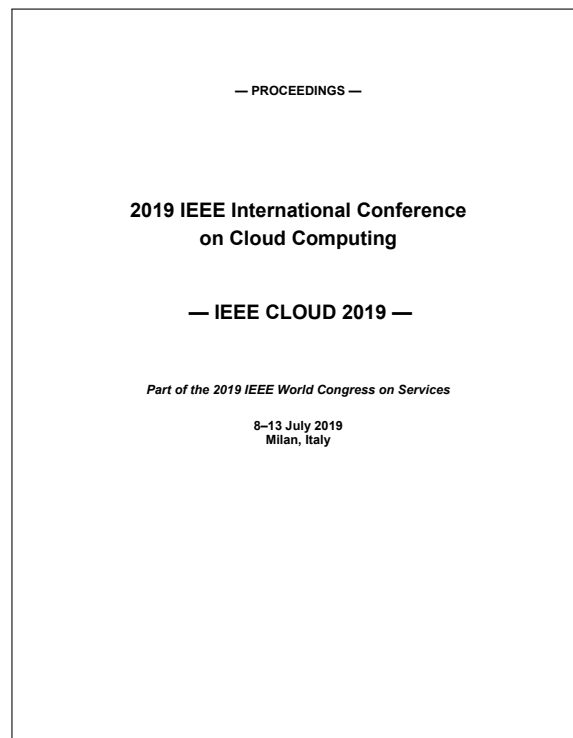 — PROCEEDINGS —
2019 IEEE International Conference
on Cloud Computing
— IEEE CLOUD 2019 —
Part of the 2019 IEEE World Congress on Services
8–13 July 2019
Milan, Italy